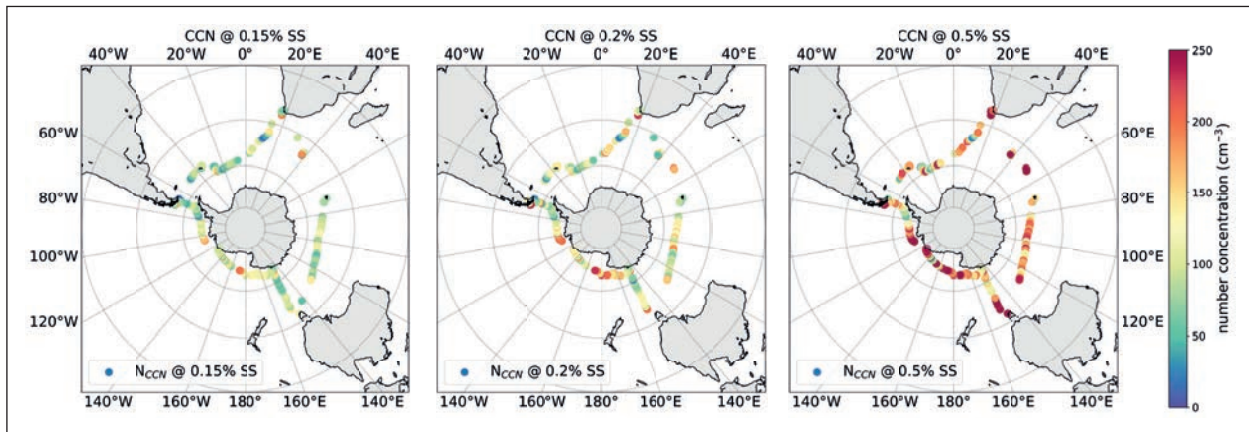 CCN @ 0.15% SS
40°W 20°W 0° 20°E 40°E
60°W
80°W
100°W
120°W
140°W 160°W 180° 160°E 140°E
N_CCN @ 0.15% SS
CCN @ 0.2% SS
40°W 20°W 0° 20°E 40°E
140°W 160°W 180° 160°E 140°E
N_CCN @ 0.2% SS
CCN @ 0.5% SS
40°W 20°W 0° 20°E 40°E
60°E
80°E
100°E
120°E
140°W 160°W 180° 160°E 140°E
N_CCN @ 0.5% SS
250
200
150
100
50
0
number concentration (cm⁻³)